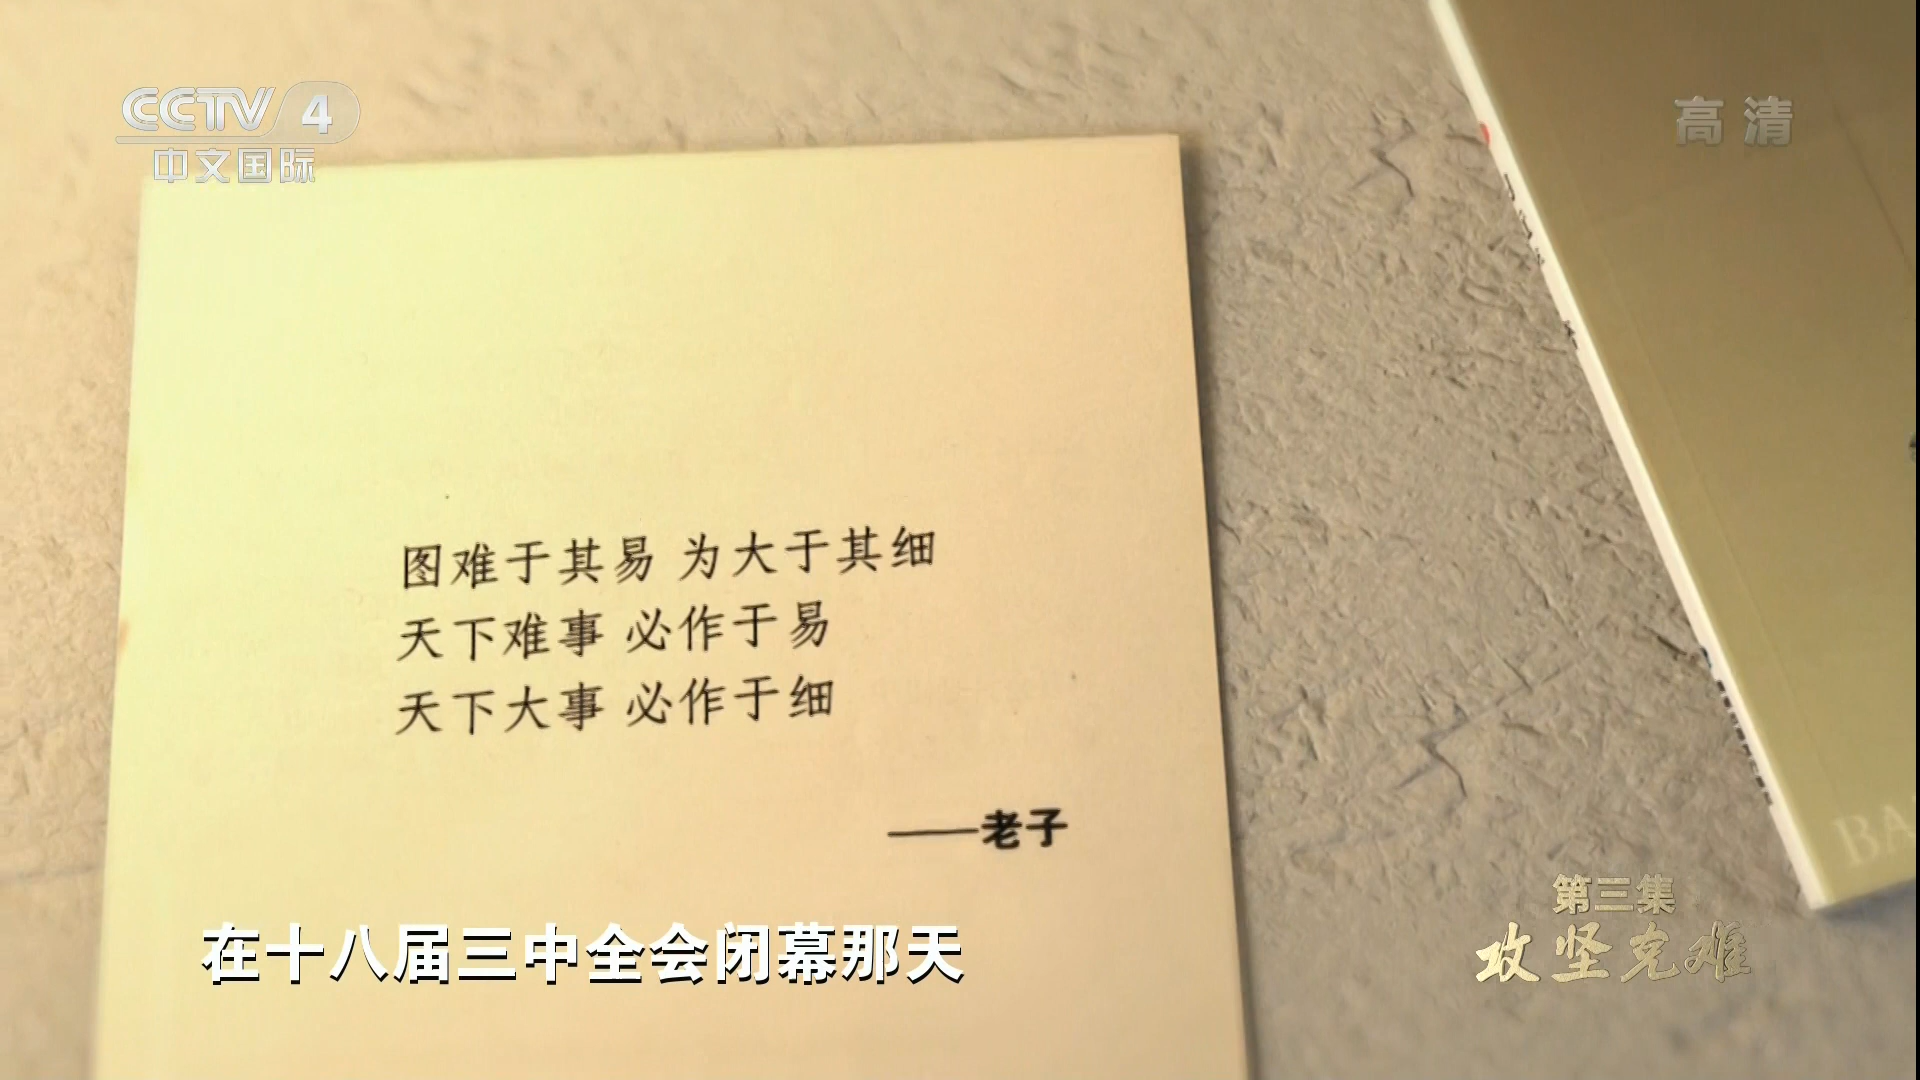 CCTV 4
中文国际
高清
图难于其易 为大于其细
天下难事 必作于易
天下大事 必作于细
——老子
BA
第三集
攻坚克难
在十八届三中全会闭幕那天